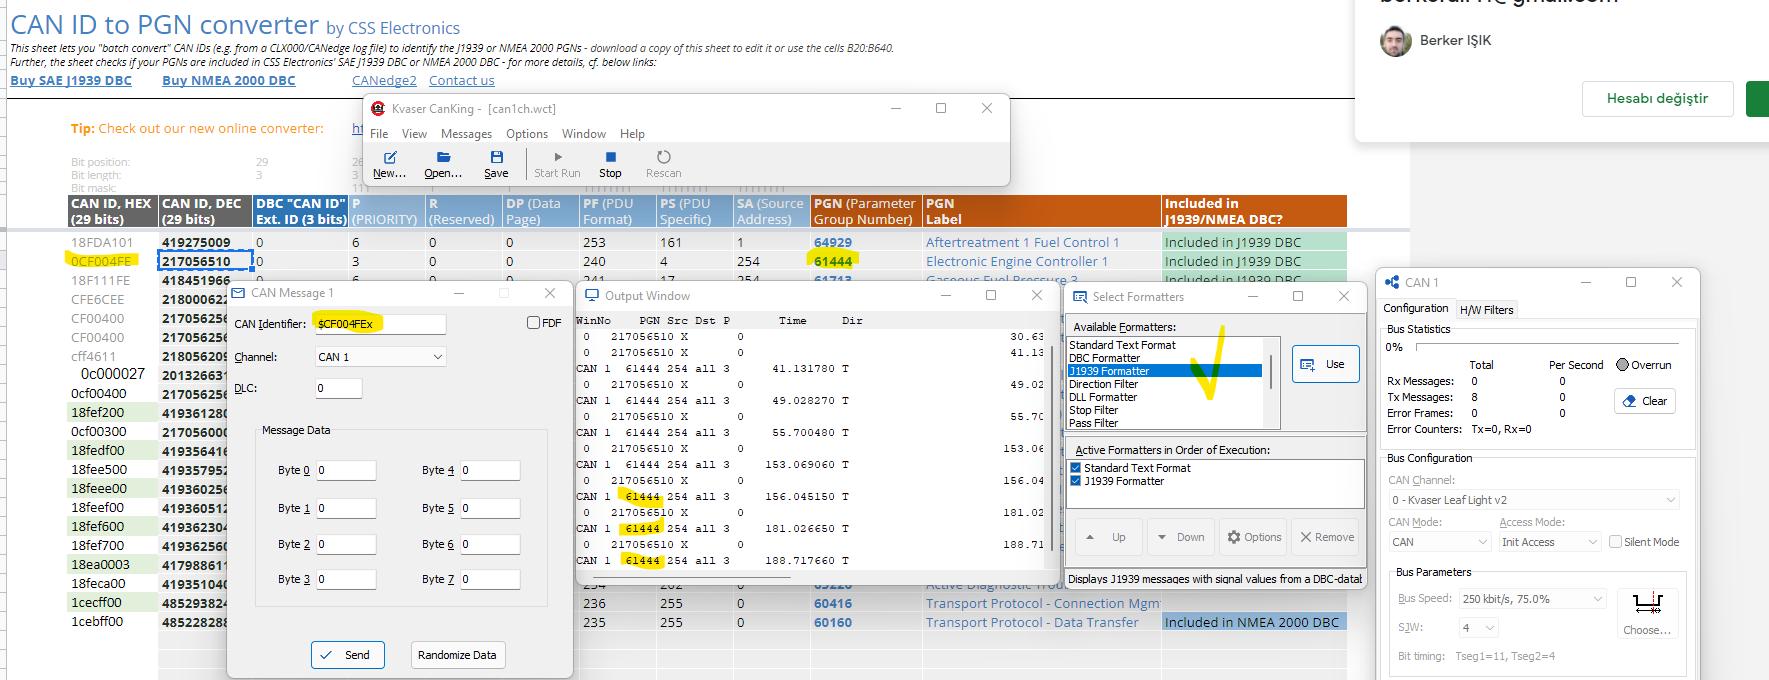 CAN ID to PGN converter by CSS Electronics
This sheet lets you "batch convert" CAN IDs (e.g. from a CLX000/CANedge log file) to identify the J1939 or NMEA 2000 PGNs - download a copy of this sheet to edit it or use the cells B20:B640.
Further, the sheet checks if your PGNs are included in CSS Electronics' SAE J1939 DBC or NMEA 2000 DBC - for more details, cf. below links:
Buy SAE J1939 DBC Buy NMEA 2000 DBC CANedge2 Contact us
Berker IŞIK
Hesabı değiştir
Tip: Check out our new online converter:
Bit position: 29
Bit length: 3
Bit mask:
Kvaser CanKing - [can1ch.wct]
File View Messages Options Window Help
New... Open... Save Start Run Stop Rescan
CAN ID, HEX (29 bits) CAN ID, DEC (29 bits) DBC "CAN ID" Ext. ID (3 bits) P (PRIORITY) R (Reserved) DP (Data Page) PF (PDU Format) PS (PDU Specific) SA (Source Address) PGN (Parameter Group Number) PGN Label Included in J1939/NMEA DBC?
18FDA101 419275009 0 6 0 0 253 161 1 64929 Aftertreatment 1 Fuel Control 1 Included in J1939 DBC
0CF004FE 217056510 0 3 0 0 240 4 254 61444 Electronic Engine Controller 1 Included in J1939 DBC
18F111FE 418451966 0 6 0 0 241 17 254 61713 Gaseous Fuel Pressure 3 Included in J1939 DBC
CFE6CEE 21800062
CF00400 21705625
CF00400 21705625
cff4611 21805620
0c000027 20132663
0cf00400 21705625
18fef200 41936128
0cf00300 21705600
18fedf00 41935641
18fee500 41935795
18feee00 41936025
18feef00 41936051
18fef600 41936230
18fef700 41936256
18ea0003 41798861
18feca00 41935104
1cecff00 48529382 236 255 0 60416 Transport Protocol - Connection Mgm
1cebff00 48522828 235 255 0 60160 Transport Protocol - Data Transfer Included in NMEA 2000 DBC
CAN Message 1
CAN Identifier: $CF004FEx FDF
Channel: CAN 1
DLC: 0
Message Data
Byte 0 0 Byte 4 0
Byte 1 0 Byte 5 0
Byte 2 0 Byte 6 0
Byte 3 0 Byte 7 0
Send Randomize Data
Output Window
WinNo PGN Src Dst P Time Dir
0 217056510 X 0 30.63
0 217056510 X 0 41.13
CAN 1 61444 254 all 3 41.131780 T
0 217056510 X 0 49.02
CAN 1 61444 254 all 3 49.028270 T
0 217056510 X 0 55.70
CAN 1 61444 254 all 3 55.700480 T
0 217056510 X 0 153.06
CAN 1 61444 254 all 3 153.069060 T
0 217056510 X 0 156.04
CAN 1 61444 254 all 3 156.045150 T
0 217056510 X 0 181.02
CAN 1 61444 254 all 3 181.026650 T
0 217056510 X 0 188.71
CAN 1 61444 254 all 3 188.717660 T
Select Formatters
Available Formatters:
Standard Text Format
DBC Formatter
J1939 Formatter
Direction Filter
DLL Formatter
Stop Filter
Pass Filter
Use
Active Formatters in Order of Execution:
Standard Text Format
J1939 Formatter
Up Down Options Remove
Displays J1939 messages with signal values from a DBC-datab
CAN 1
Configuration H/W Filters
Bus Statistics
0%
Total Per Second Overrun
Rx Messages: 0 0
Tx Messages: 8 0
Error Frames: 0 0
Error Counters: Tx=0, Rx=0
Clear
Bus Configuration
CAN Channel:
0 - Kvaser Leaf Light v2
CAN Mode: Access Mode:
CAN Init Access Silent Mode
Bus Parameters
Bus Speed: 250 kbit/s, 75.0%
SJW: 4 Choose...
Bit timing: Tseg1=11, Tseg2=4